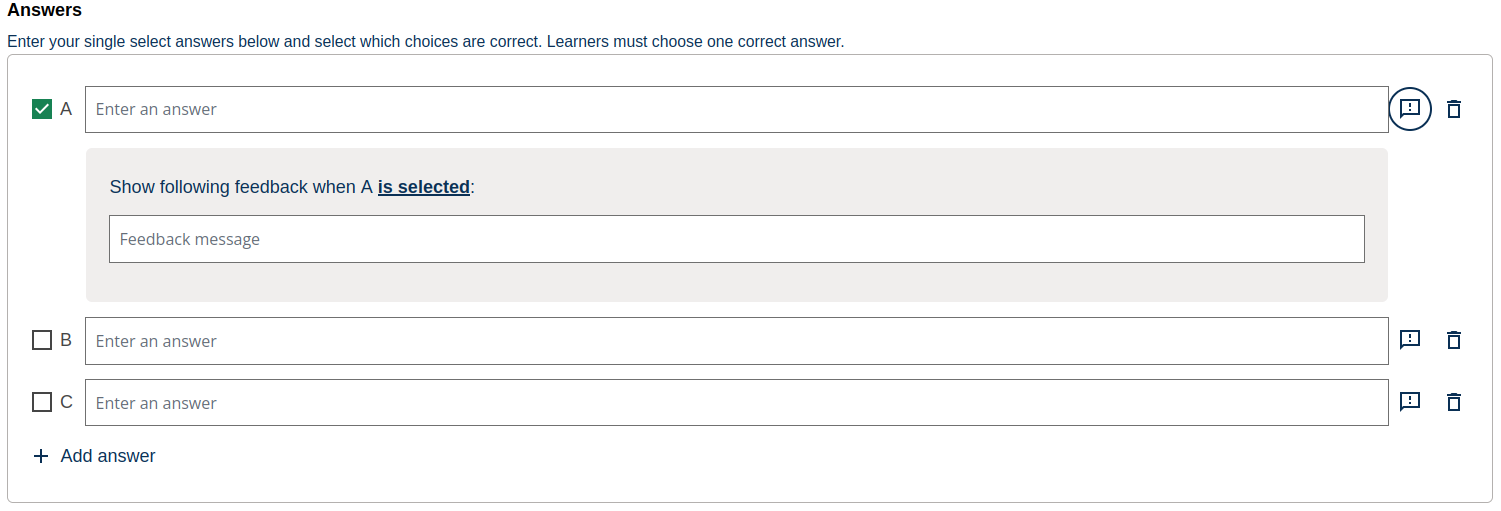 Answers
Enter your single select answers below and select which choices are correct. Learners must choose one correct answer.
A Enter an answer
Show following feedback when A is selected:
Feedback message
B Enter an answer
C Enter an answer
+ Add answer